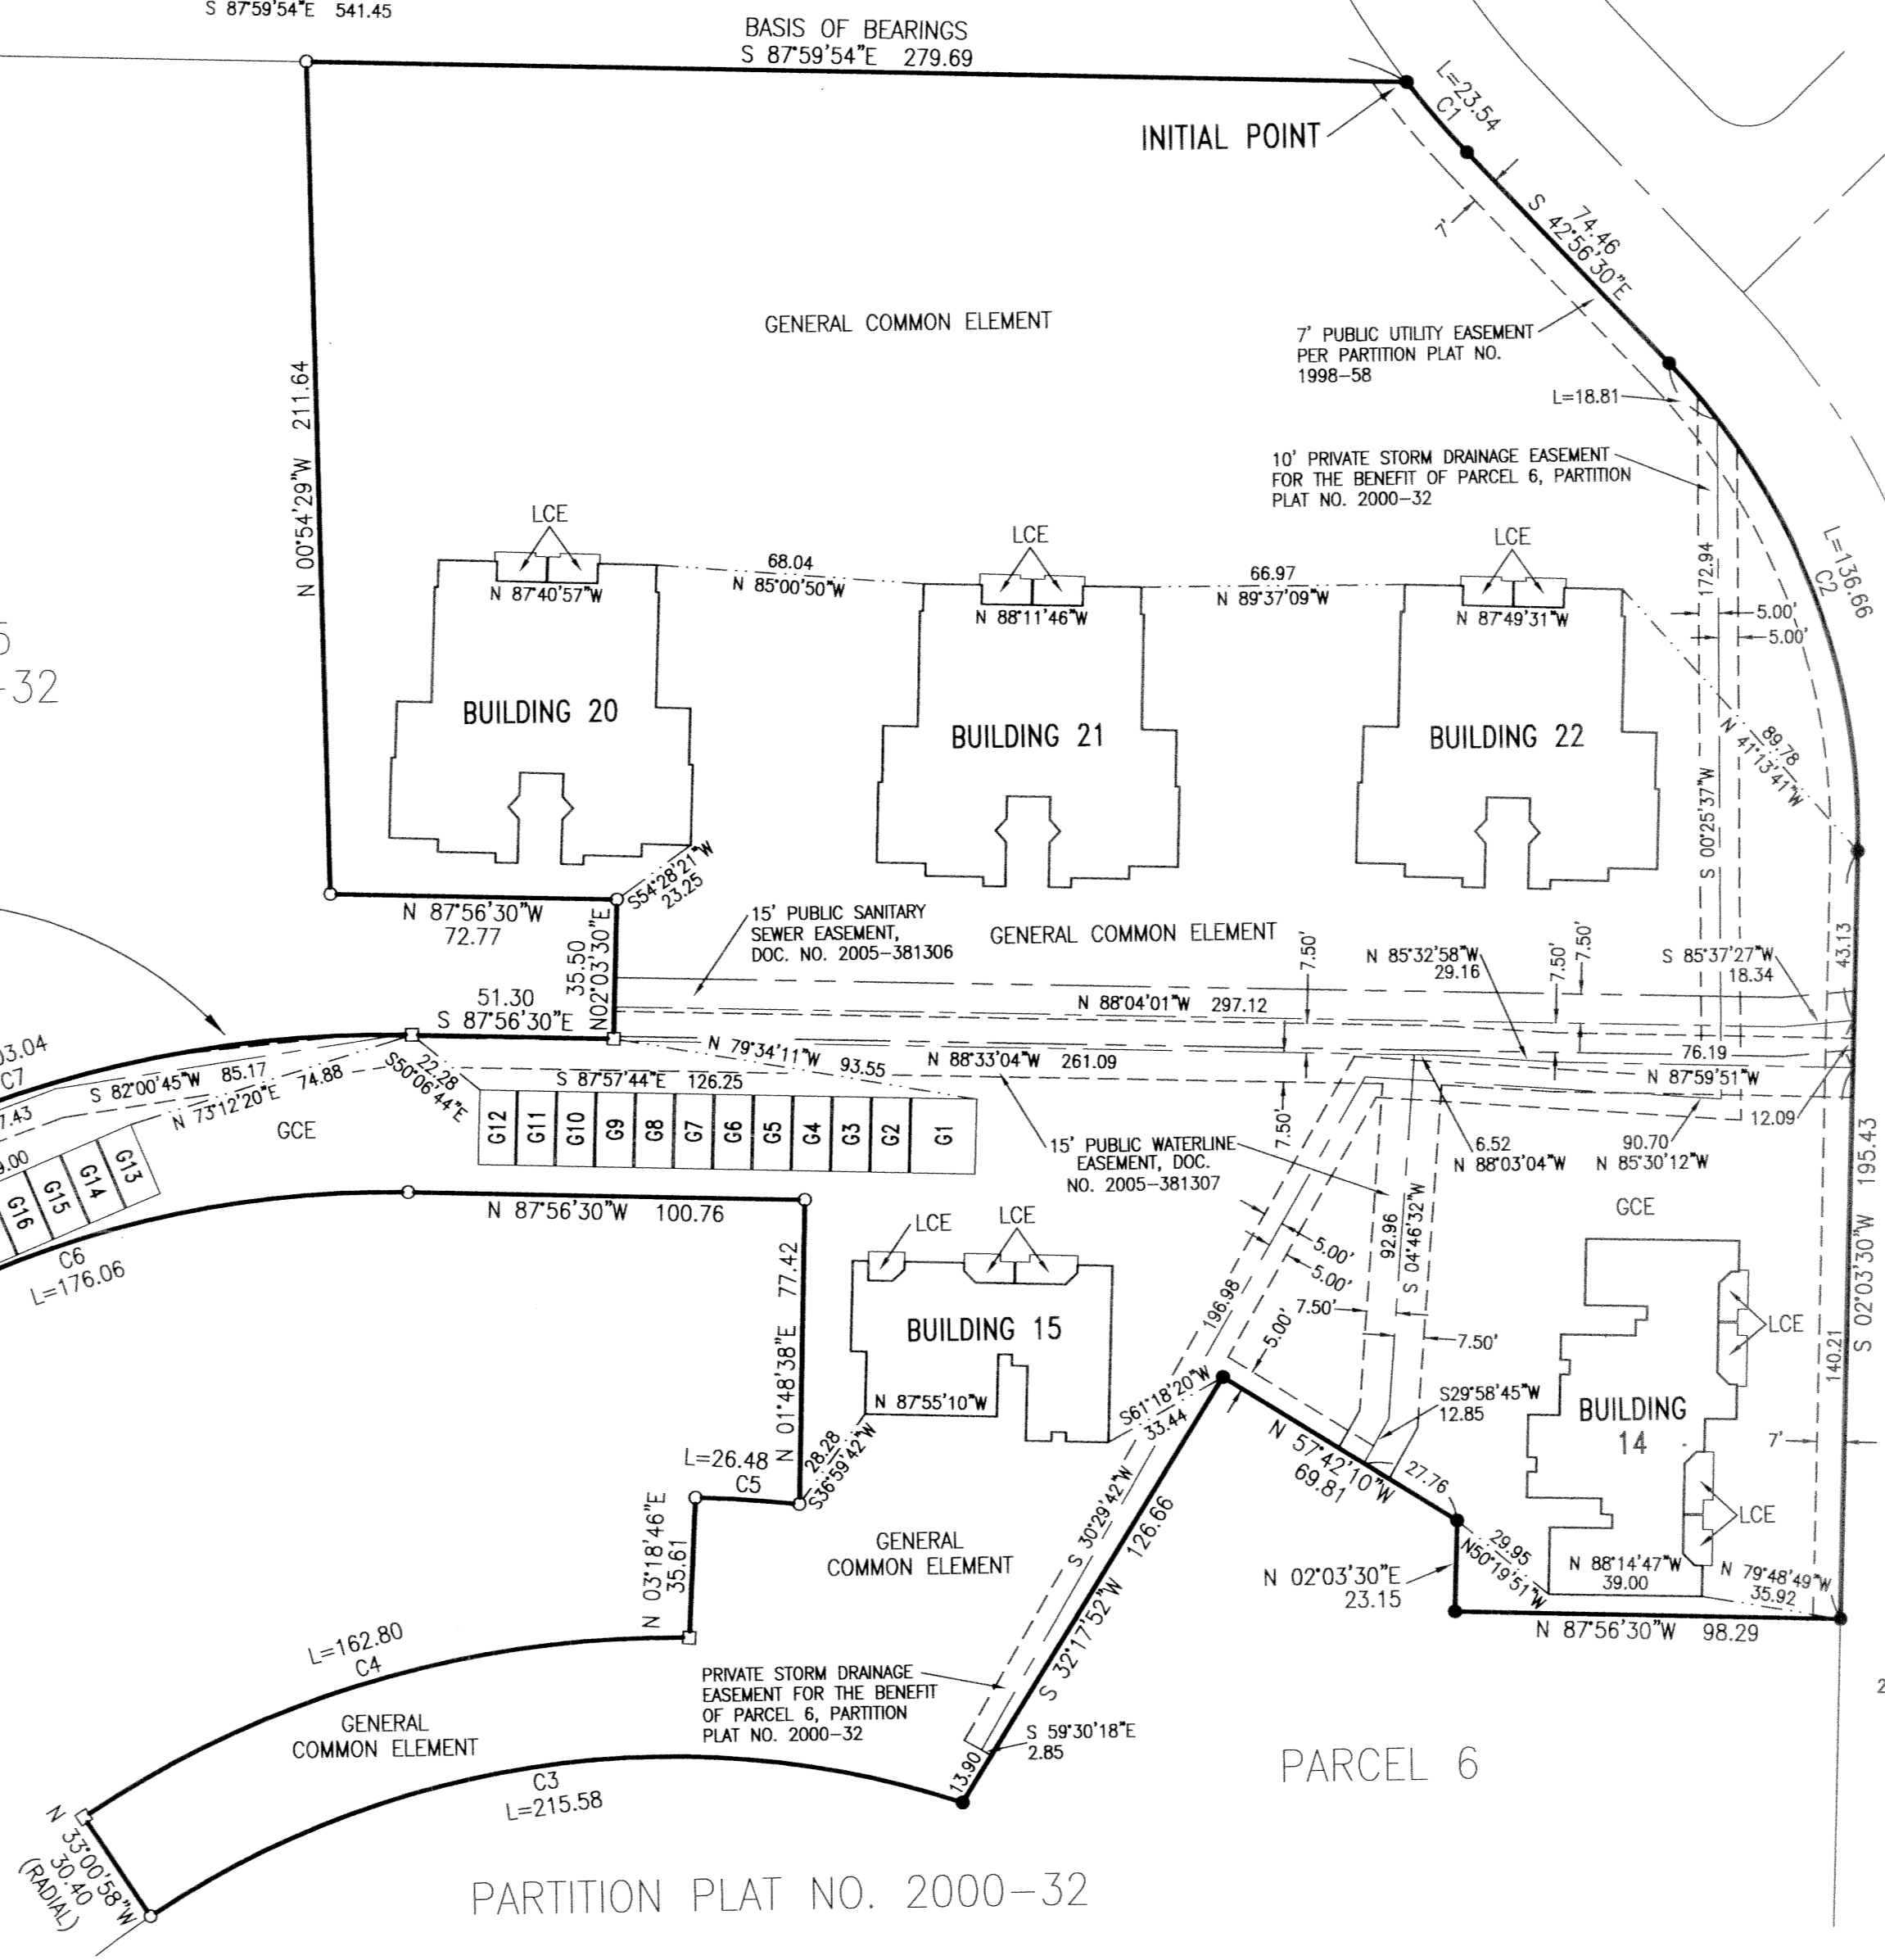 S 87°59'54"E 541.45
BASIS OF BEARINGS
S 87°59'54"E 279.69
L=23.54
C1
INITIAL POINT
74.46
S 42°56'30"E
7'
GENERAL COMMON ELEMENT
7' PUBLIC UTILITY EASEMENT
PER PARTITION PLAT NO.
1998-58
L=18.81
N 00°54'29"W 211.64
10' PRIVATE STORM DRAINAGE EASEMENT
FOR THE BENEFIT OF PARCEL 6, PARTITION
PLAT NO. 2000-32
LCE
LCE
LCE
L=136.66
C2
68.04
N 85°00'50"W
66.97
N 89°37'09"W
172.94
N 87°40'57"W
N 88°11'46"W
N 87°49'31"W
5.00'
5.00'
5
-32
BUILDING 20
BUILDING 21
BUILDING 22
89.78
N 41°13'41"W
S 00°25'37"W
S54°28'21"W
23.25
N 87°56'30"W
72.77
35.50
N02°03'30"E
15' PUBLIC SANITARY
SEWER EASEMENT,
DOC. NO. 2005-381306
GENERAL COMMON ELEMENT
7.50'
N 85°32'58"W
29.16
7.50'
7.50'
S 85°37'27"W
18.34
43.13
51.30
S 87°56'30"E
N 88°04'01"W 297.12
03.04
C7
S 82°00'45"W 85.17
N 73°12'20"E 74.88
22.28
S50°06'44"E
N 79°34'11"W 93.55
N 88°33'04"W 261.09
76.19
N 87°59'51"W
S 87°57'44"E 126.25
7.43
9.00
GCE
G12
G11
G10
G9
G8
G7
G6
G5
G4
G3
G2
G1
7.50'
15' PUBLIC WATERLINE
EASEMENT, DOC.
NO. 2005-381307
6.52
N 88°03'04"W
90.70
N 85°30'12"W
12.09
S 02°03'30"W 195.43
G16
G15
G14
G13
N 87°56'30"W 100.76
C6
L=176.06
LCE
LCE
92.96
S 04°46'32"W
GCE
5.00'
5.00'
7.50'
7.50'
N 01°48'38"E 77.42
BUILDING 15
196.98
5.00'
LCE
140.21
N 87°55'10"W
S61°18'20"W
33.44
S29°58'45"W
12.85
BUILDING
14
7'
L=26.48
C5
28.28
S36°59'42"W
N 57°42'10"W
69.81
27.76
N 03°18'46"E
35.61
GENERAL
COMMON ELEMENT
S 30°29'42"W
S 32°17'52"W 126.66
LCE
29.95
N50°19'51"W
N 88°14'47"W
39.00
N 79°48'49"W
35.92
N 02°03'30"E
23.15
N 87°56'30"W 98.29
L=162.80
C4
PRIVATE STORM DRAINAGE
EASEMENT FOR THE BENEFIT
OF PARCEL 6, PARTITION
PLAT NO. 2000-32
2
GENERAL
COMMON ELEMENT
S 59°30'18"E
2.85
13.90
PARCEL 6
C3
L=215.58
N 33°00'58"W
30.40
(RADIAL)
PARTITION PLAT NO. 2000-32